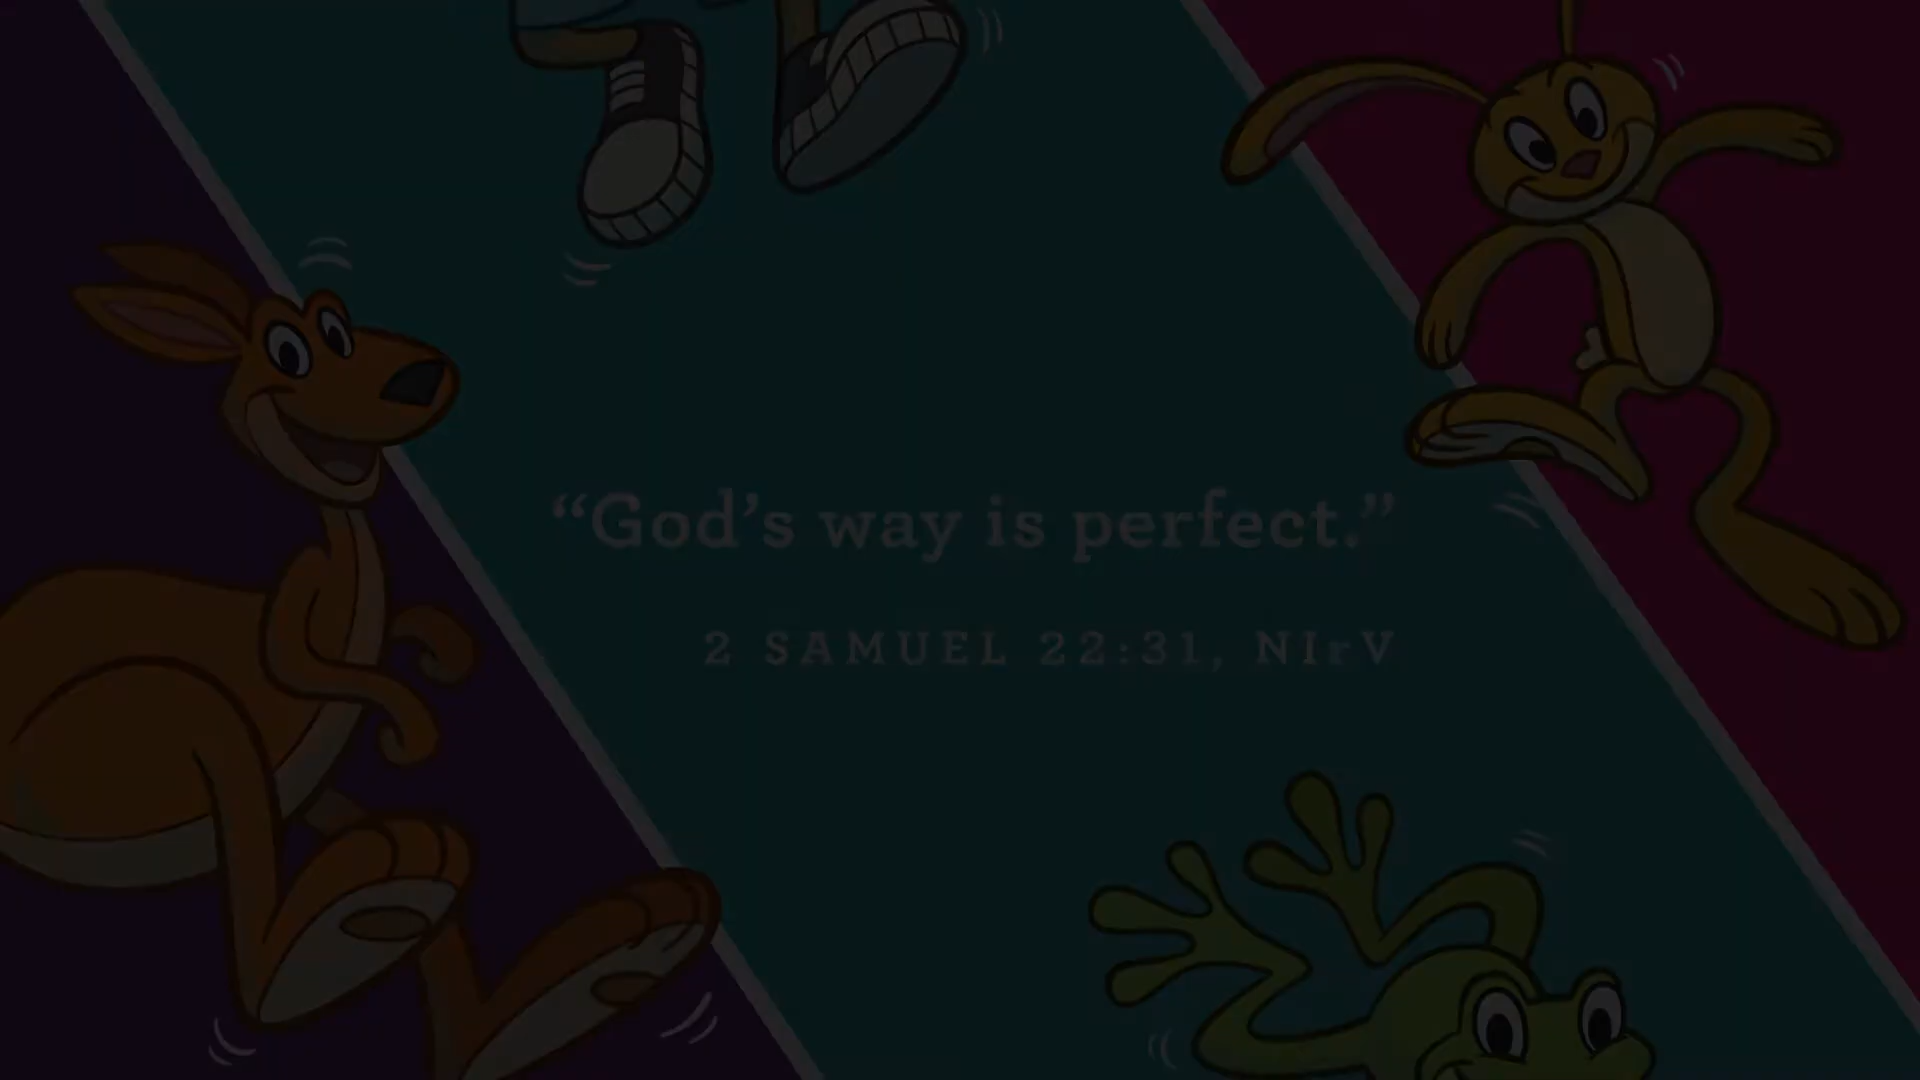 “God’s way is perfect.”
2 SAMUEL 22:31, NIrV